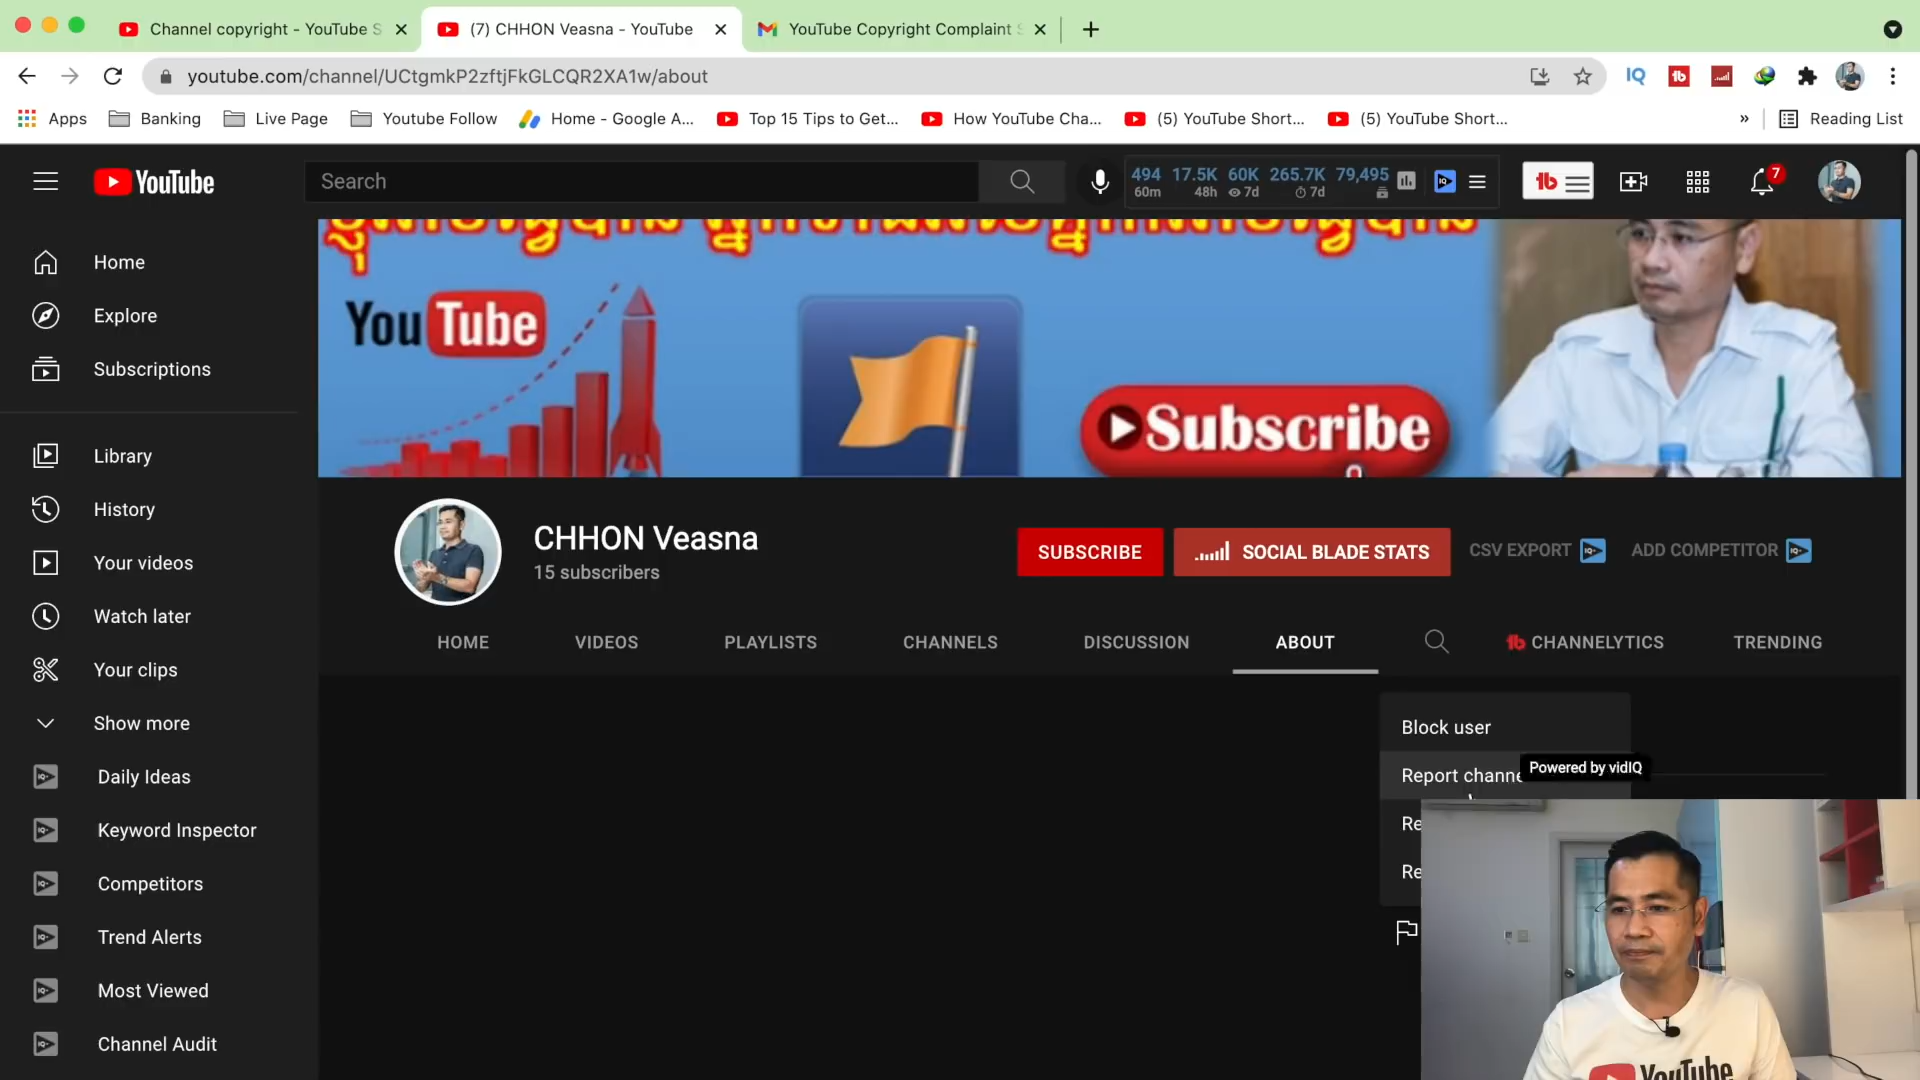 Channel copyright - YouTube S
(7) CHHON Veasna - YouTube
YouTube Copyright Complaint S
youtube.com/channel/UCtgmkP2zftjFkGLCQR2XA1w/about
Apps
Banking
Live Page
Youtube Follow
Home - Google A...
Top 15 Tips to Get...
How YouTube Cha...
(5) YouTube Short...
(5) YouTube Short...
»
Reading List
YouTube
Search
494 17.5K 60K 265.7K 79,495
60m 48h 7d 7d
7
Home
Explore
Subscriptions
Library
History
Your videos
Watch later
Your clips
Show more
Daily Ideas
Keyword Inspector
Competitors
Trend Alerts
Most Viewed
Channel Audit
YouTube
Subscribe
CHHON Veasna
15 subscribers
SUBSCRIBE
SOCIAL BLADE STATS
CSV EXPORT
ADD COMPETITOR
HOME
VIDEOS
PLAYLISTS
CHANNELS
DISCUSSION
ABOUT
CHANNELYTICS
TRENDING
Block user
Report channe
Powered by vidIQ
Re
Re
YouTube